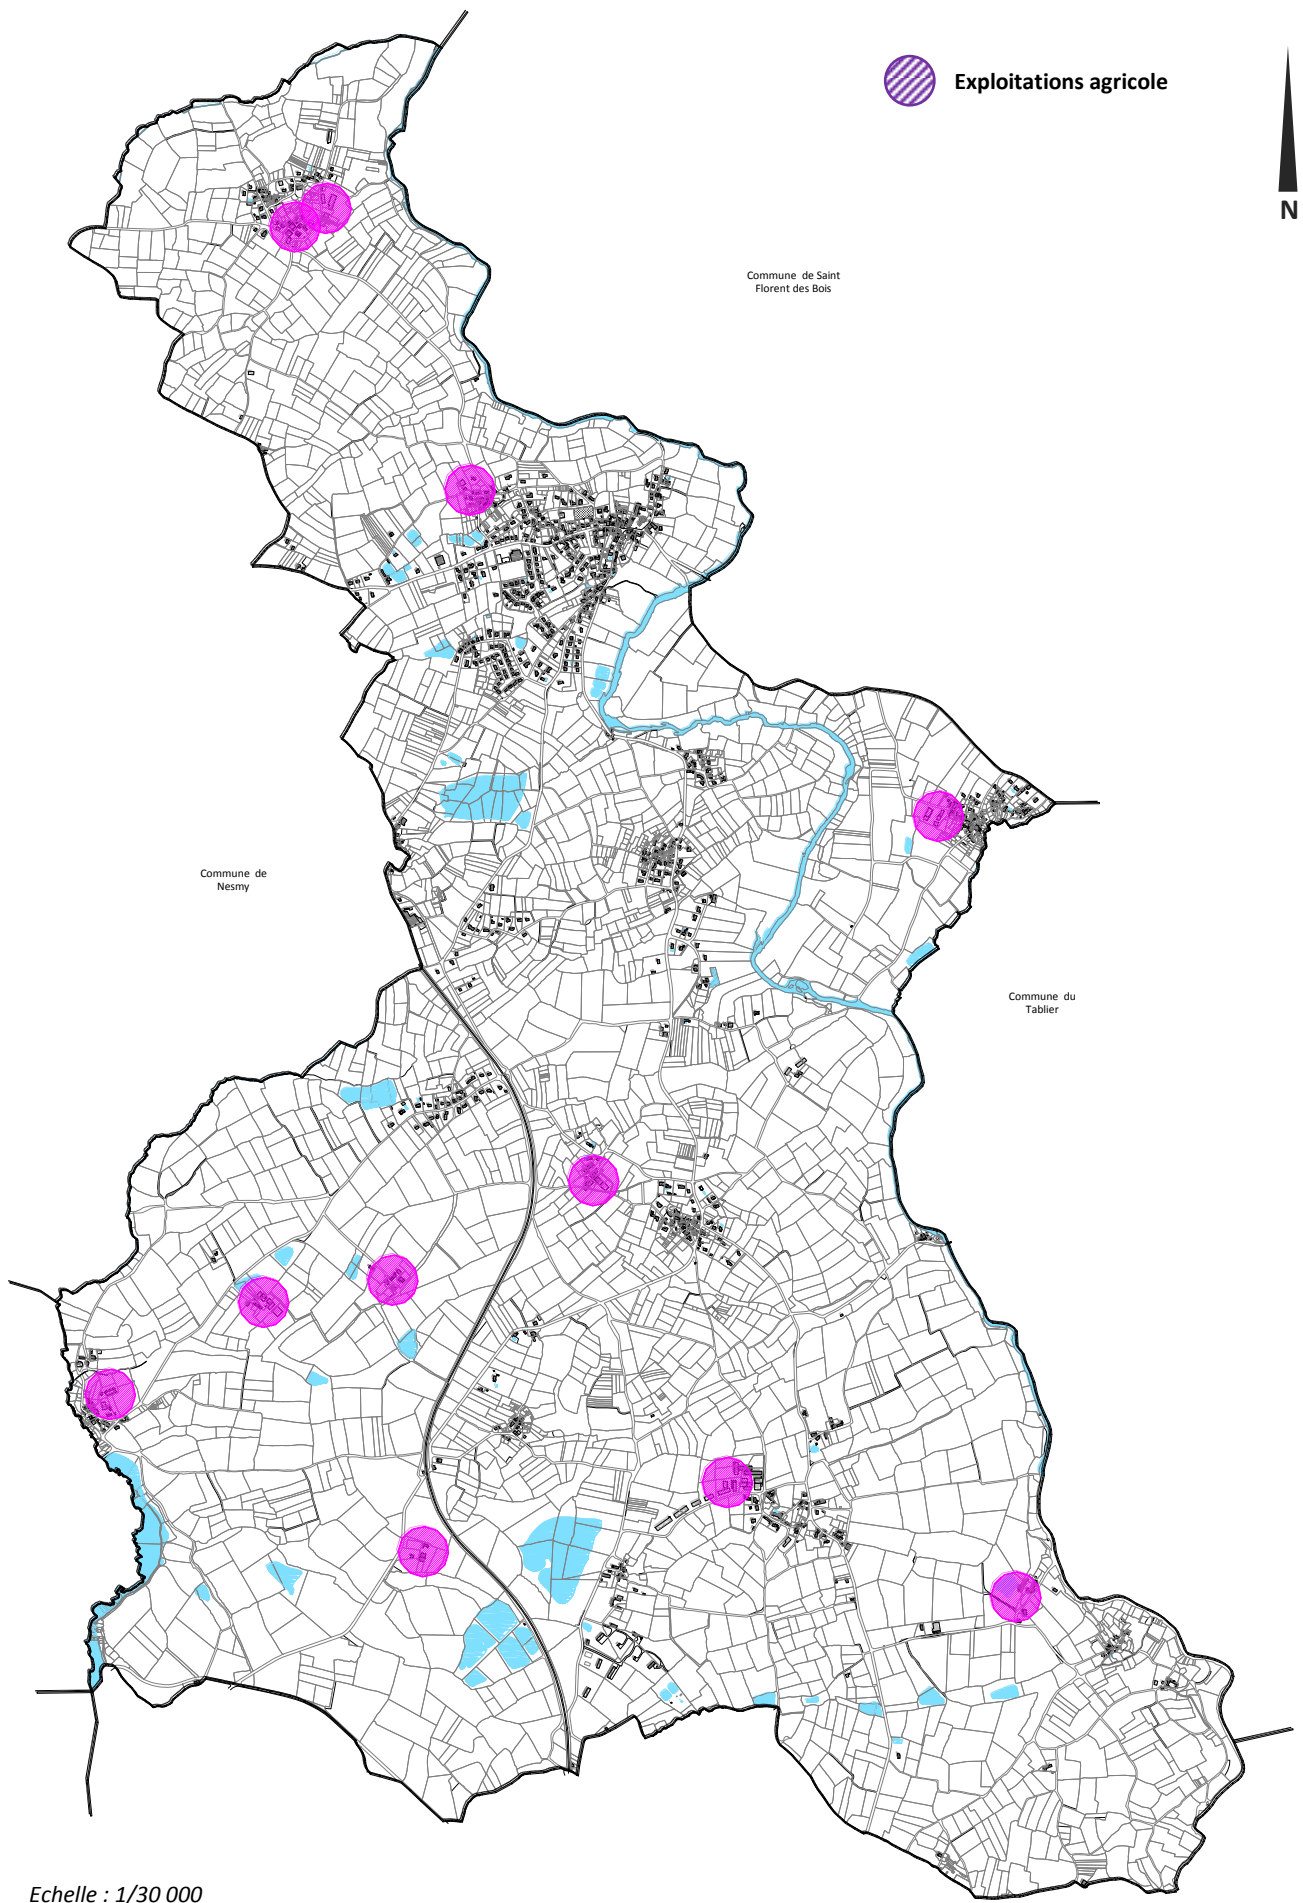 Exploitations agricole
N
Commune de Saint
Florent des Bois
Commune de
Nesmy
Commune du
Tablier
Echelle : 1/30 000